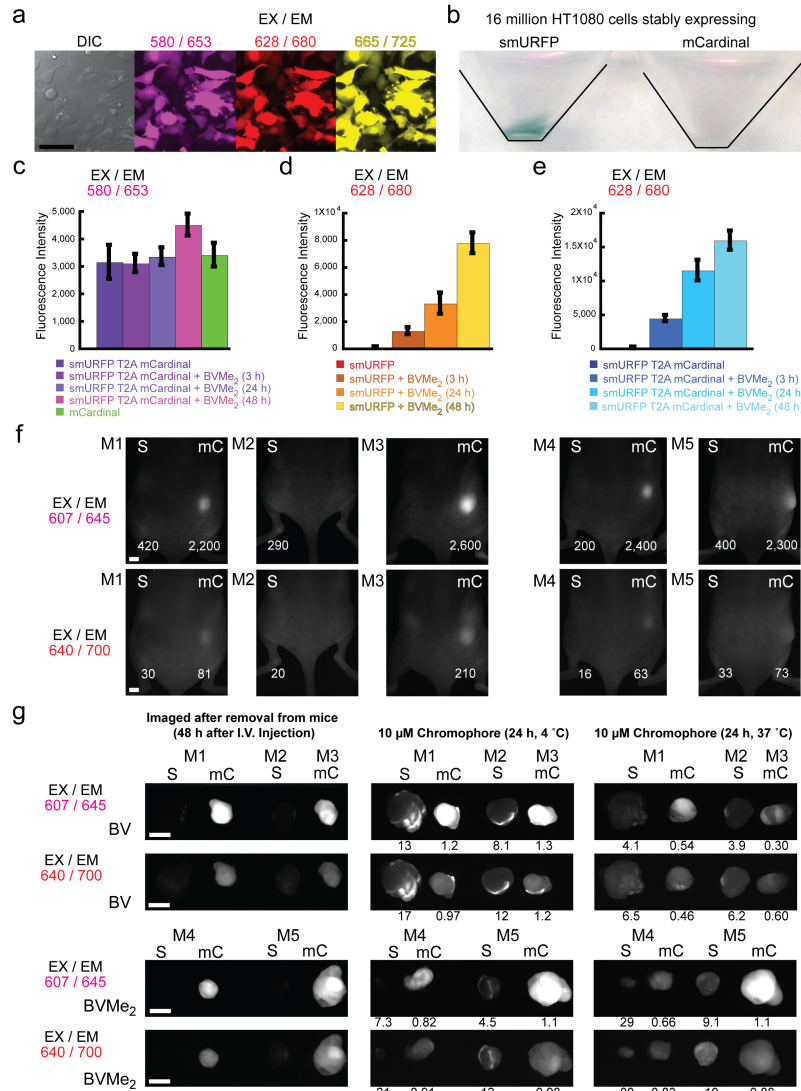 a
EX / EM
DIC
580 / 653
628 / 680
665 / 725
b
16 million HT1080 cells stably expressing
smURFP
mCardinal
c
EX / EM
580 / 653
Fluorescence Intensity
5,000
4,000
3,000
2,000
1,000
0
smURFP T2A mCardinal
smURFP T2A mCardinal + BVMe₂ (3 h)
smURFP T2A mCardinal + BVMe₂ (24 h)
smURFP T2A mCardinal + BVMe₂ (48 h)
mCardinal
d
EX / EM
628 / 680
Fluorescence Intensity
1X10⁴
8,000
6,000
4,000
2,000
0
smURFP
smURFP + BVMe₂ (3 h)
smURFP + BVMe₂ (24 h)
smURFP + BVMe₂ (48 h)
e
EX / EM
628 / 680
Fluorescence Intensity
2X10⁴
1.5X10⁴
1X10⁴
5,000
0
smURFP T2A mCardinal
smURFP T2A mCardinal + BVMe₂ (3 h)
smURFP T2A mCardinal + BVMe₂ (24 h
smURFP T2A mCardinal + BVMe₂ (48 h)
f
M1 S mC M2 S M3 mC M4 S mC M5 S mC
EX / EM
607 / 645
420 2,200 290 2,600 200 2,400 400 2,300
M1 S mC M2 S M3 mC M4 S mC M5 S mC
EX / EM
640 / 700
30 81 20 210 16 63 33 73
g
Imaged after removal from mice
(48 h after I.V. Injection)
10 µM Chromophore (24 h, 4 ˚C)
10 µM Chromophore (24 h, 37 ˚C)
M1 M2 M3 M1 M2 M3 M1 M2 M3
S mC S mC S mC S mC S mC S mC
EX / EM
607 / 645
BV
13 1.2 8.1 1.3 4.1 0.54 3.9 0.30
EX / EM
640 / 700
BV
17 0.97 12 1.2 6.5 0.46 6.2 0.60
M4 M5 M4 M5 M4 M5
S mC S mC S mC S mC S mC S mC
EX / EM
607 / 645
BVMe₂
7.3 0.82 4.5 1.1 29 0.66 9.1 1.1
EX / EM
640 / 700
BVMe₂